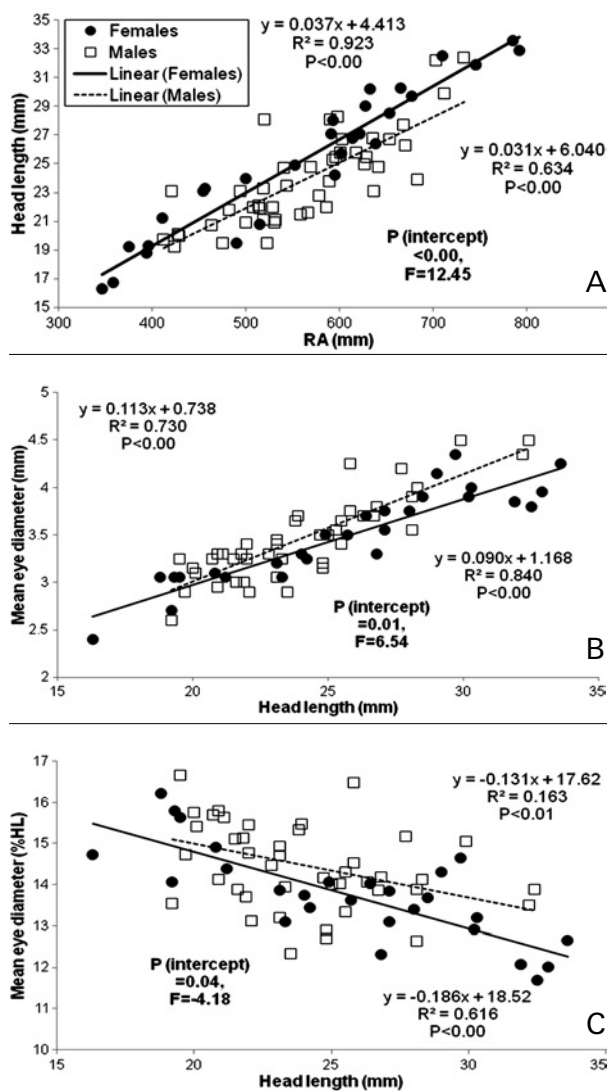 Females
Males
Linear (Females)
Linear (Males)
y = 0.037x + 4.413
R² = 0.923
P<0.00
y = 0.031x + 6.040
R² = 0.634
P<0.00
P (intercept)
<0.00,
F=12.45
Head length (mm)
35
33
31
29
27
25
23
21
19
17
15
300 400 500 600 700 800
RA (mm)
A
y = 0.113x + 0.738
R² = 0.730
P<0.00
y = 0.090x + 1.168
R² = 0.840
P<0.00
P (intercept)
=0.01,
F=6.54
Mean eye diameter (mm)
5
4.5
4
3.5
3
2.5
2
15 20 25 30 35
Head length (mm)
B
y = -0.131x + 17.62
R² = 0.163
P<0.01
P (intercept)
=0.04,
F=-4.18
y = -0.186x + 18.52
R² = 0.616
P<0.00
Mean eye diameter (%HL)
17
16
15
14
13
12
11
10
15 20 25 30 35
Head length (mm)
C